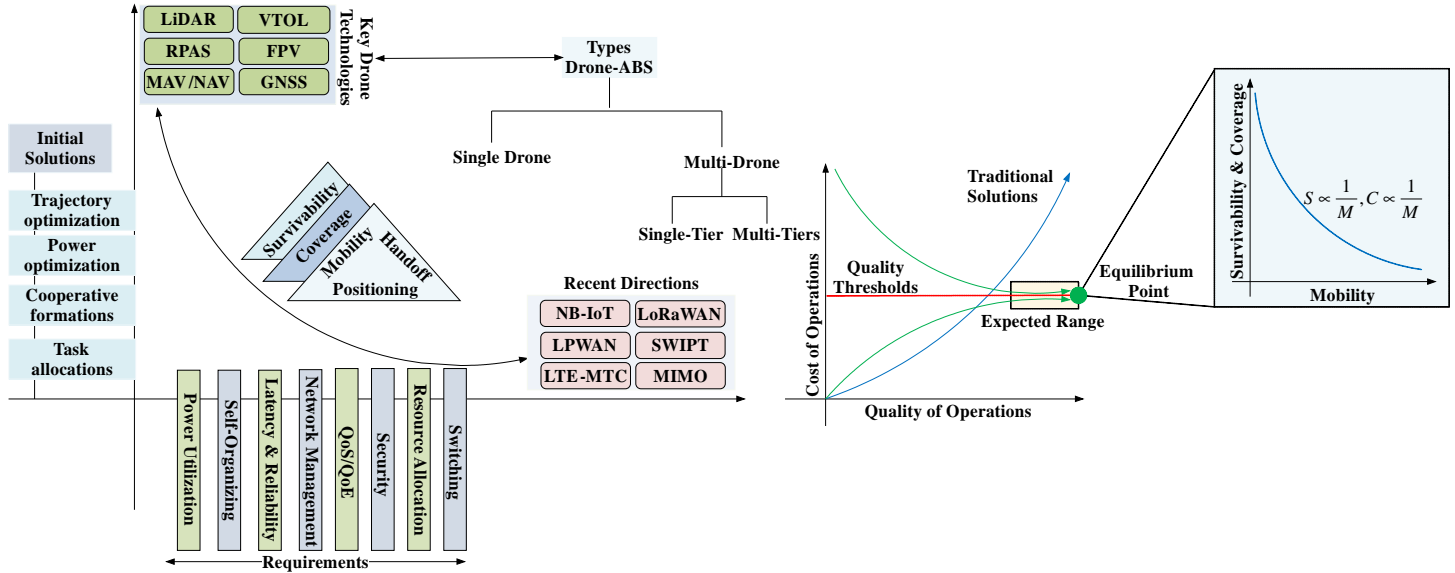 LiDAR
VTOL
RPAS
FPV
MAV/NAV
GNSS
Key Drone
Technologies
Types
Drone-ABS
Single Drone
Multi-Drone
Single-Tier
Multi-Tiers
Initial
Solutions
Trajectory
optimization
Power
optimization
Cooperative
formations
Task
allocations
Survivability
Coverage
Mobility
Handoff
Positioning
Recent Directions
NB-IoT
LoRaWAN
LPWAN
SWIPT
LTE-MTC
MIMO
Power Utilization
Self-Organizing
Latency & Reliability
Network Management
QoS/QoE
Security
Resource Allocation
Switching
Requirements
Cost of Operations
Quality of Operations
Traditional
Solutions
Quality
Thresholds
Equilibrium
Point
Expected Range
Survivability & Coverage
S ∝ 1/M, C ∝ 1/M
Mobility